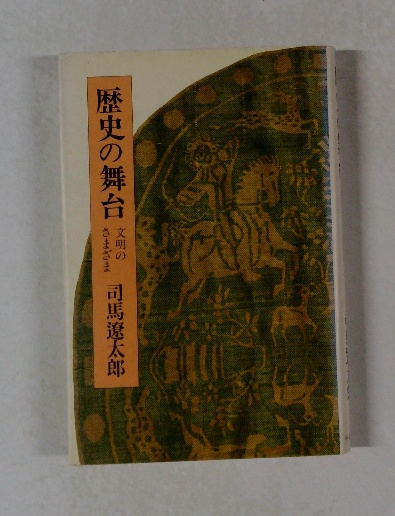 歴史の舞台
文明の
さまざま
司馬遼太郎